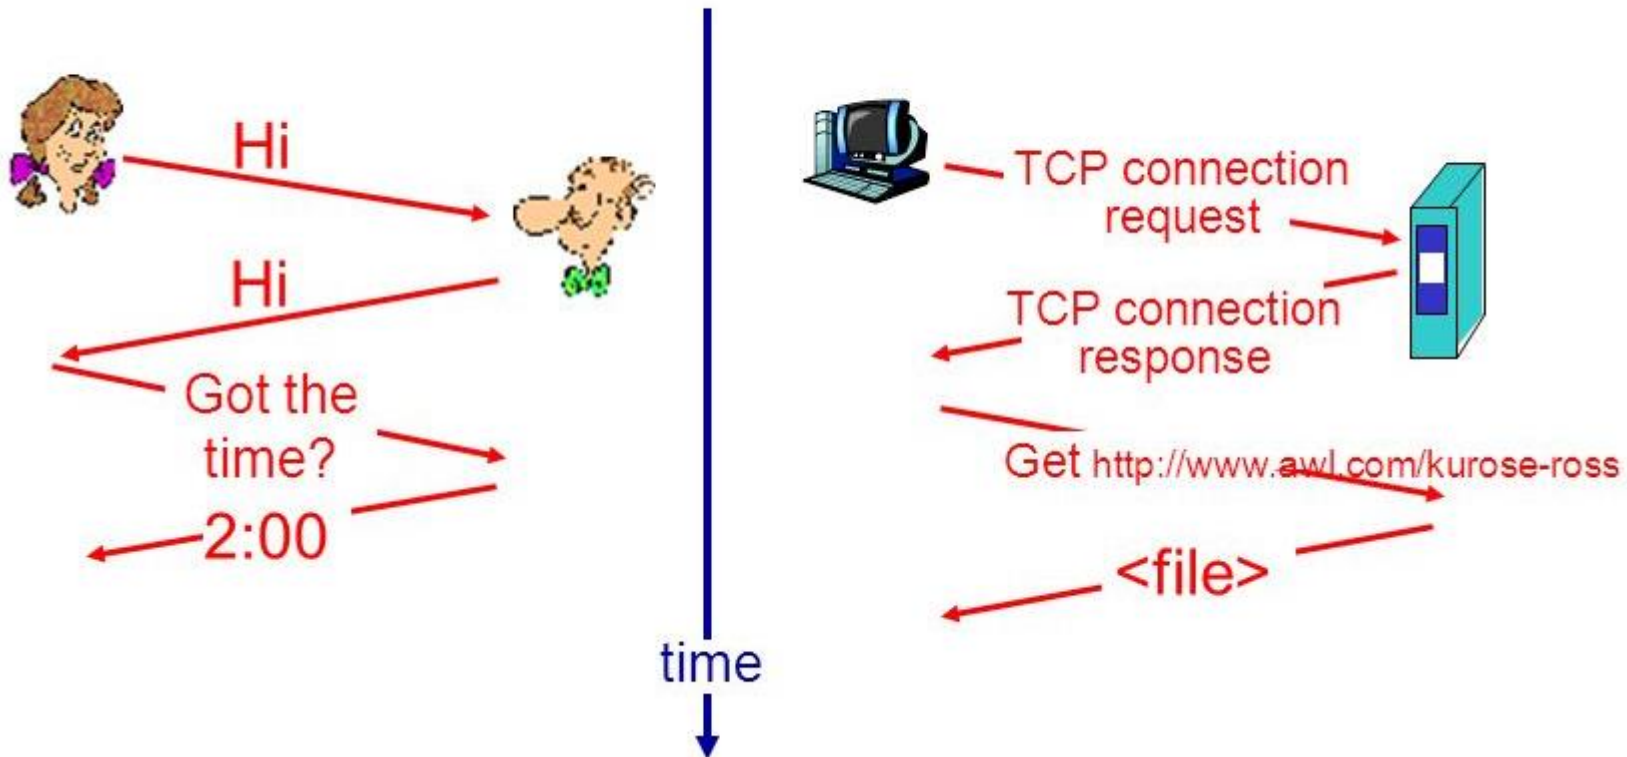 Hi
Hi
Got the
time?
2:00
time
TCP connection
request
TCP connection
response
Get http://www.awl.com/kurose-ross
<file>